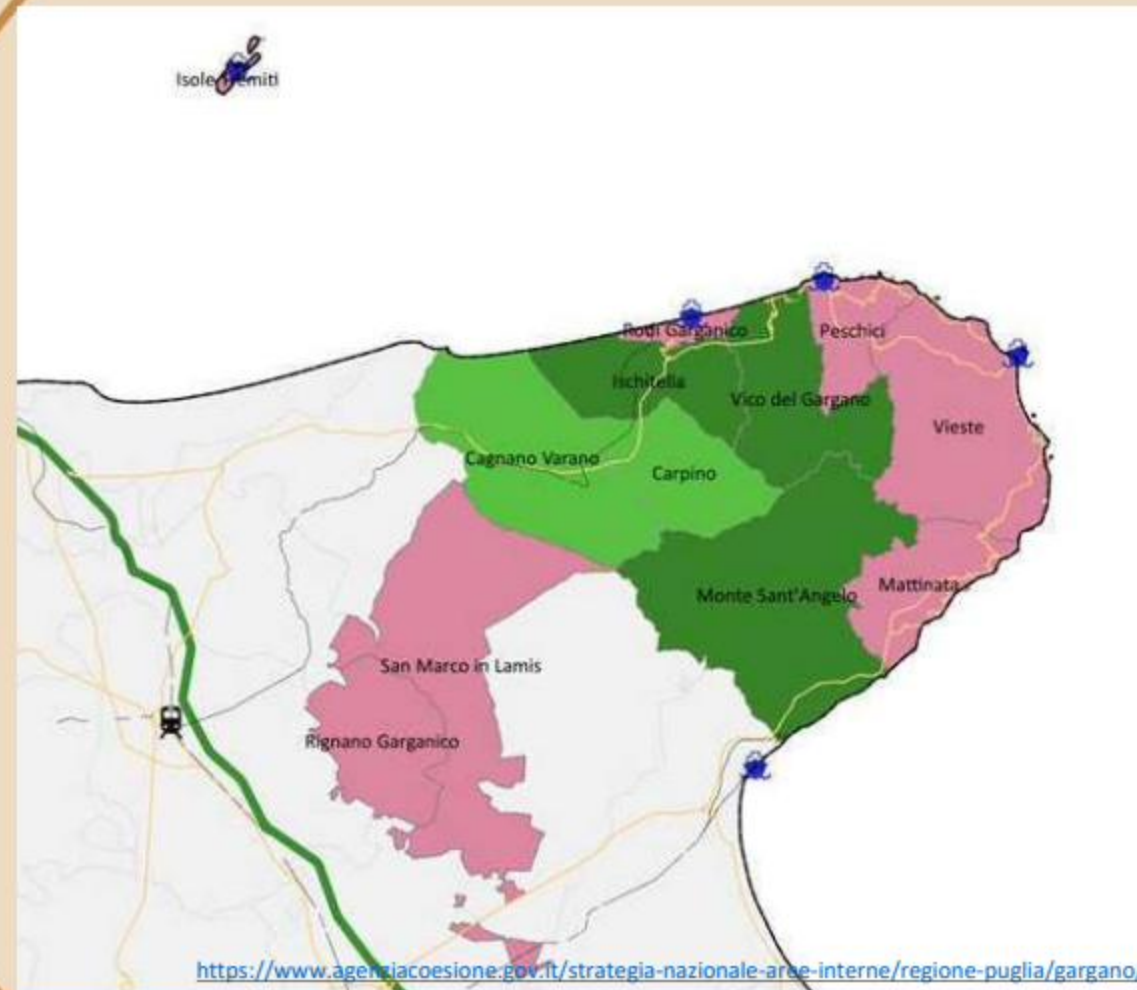 Isole Tremiti
Rodi Garganico
Peschici
Ischitella
Vico del Gargano
Vieste
Cagnano Varano
Carpino
Mattinata
Monte Sant'Angelo
San Marco in Lamis
Rignano Garganico
https://www.agenziacoesione.gov.it/strategia-nazionale-aree-interne/regione-puglia/gargano/